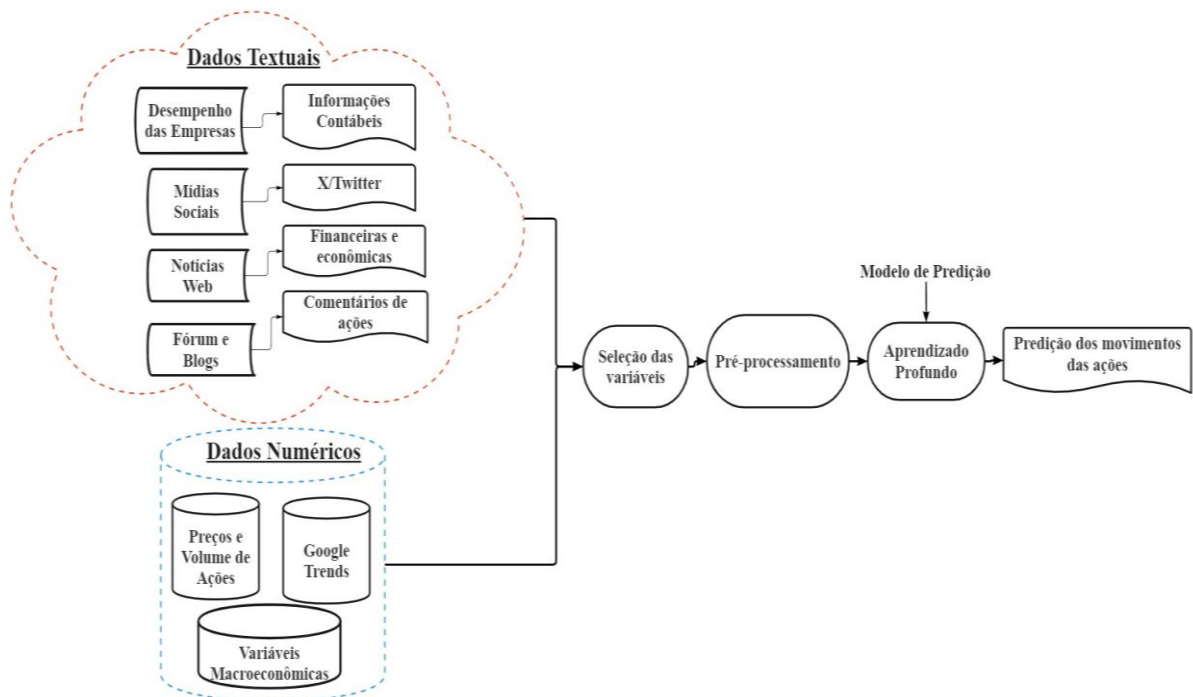 Dados Textuais
Desempenho
das Empresas
Informações
Contábeis
Mídias
Sociais
X/Twitter
Notícias
Web
Financeiras e
econômicas
Fórum e
Blogs
Comentários de
ações
Dados Numéricos
Preços e
Volume de
Ações
Google
Trends
Variáveis
Macroeconômicas
Seleção das
variáveis
Pré-processamento
Modelo de Predição
Aprendizado
Profundo
Predição dos movimentos
das ações